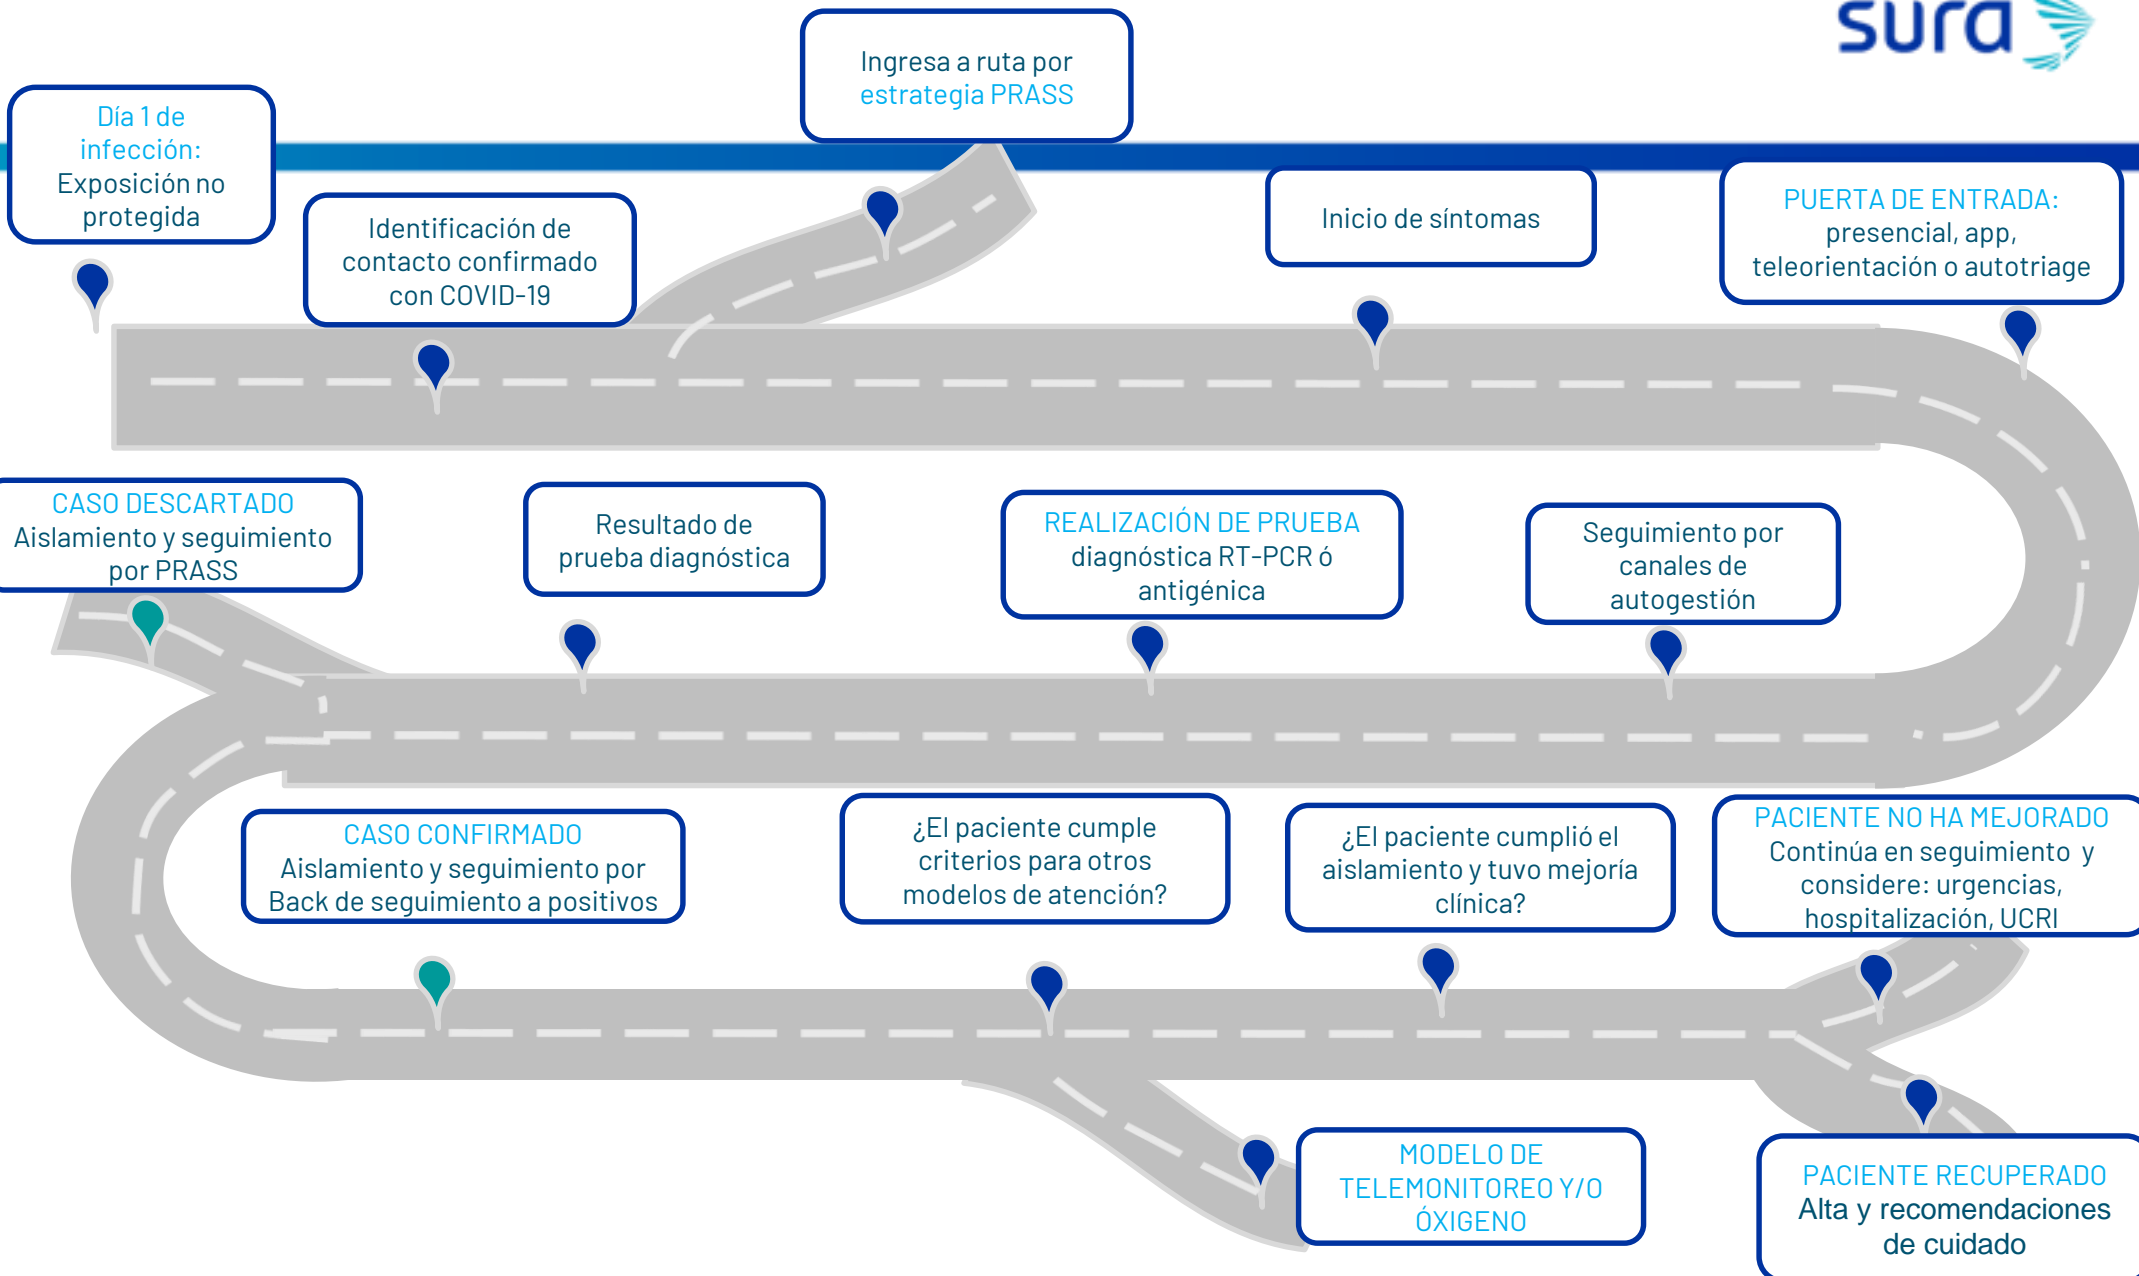 sura
Ingresa a ruta por
estrategia PRASS
Día 1 de
infección:
Exposición no
protegida
Identificación de
contacto confirmado
con COVID-19
Inicio de síntomas
PUERTA DE ENTRADA:
presencial, app,
teleorientación o autotriage
CASO DESCARTADO
Aislamiento y seguimiento
por PRASS
Resultado de
prueba diagnóstica
REALIZACIÓN DE PRUEBA
diagnóstica RT-PCR ó
antigénica
Seguimiento por
canales de
autogestión
CASO CONFIRMADO
Aislamiento y seguimiento por
Back de seguimiento a positivos
¿El paciente cumple
criterios para otros
modelos de atención?
¿El paciente cumplió el
aislamiento y tuvo mejoría
clínica?
PACIENTE NO HA MEJORADO
Continúa en seguimiento y
considere: urgencias,
hospitalización, UCRI
MODELO DE
TELEMONITOREO Y/O
ÓXIGENO
PACIENTE RECUPERADO
Alta y recomendaciones
de cuidado